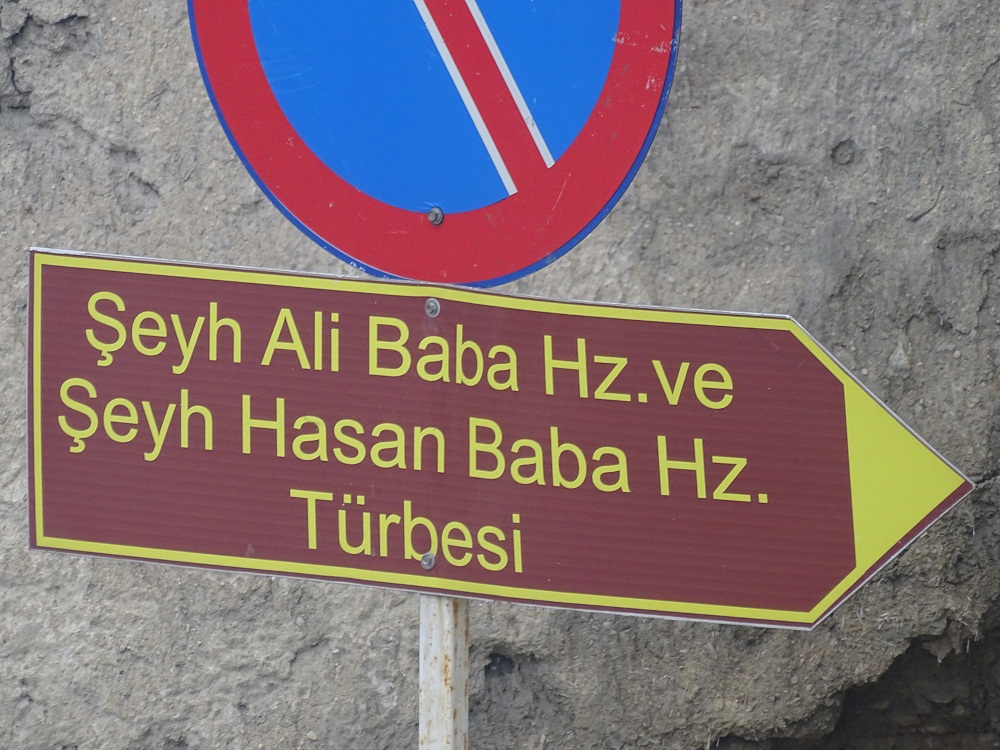 Şeyh Ali Baba Hz.ve
Şeyh Hasan Baba Hz.
Türbesi